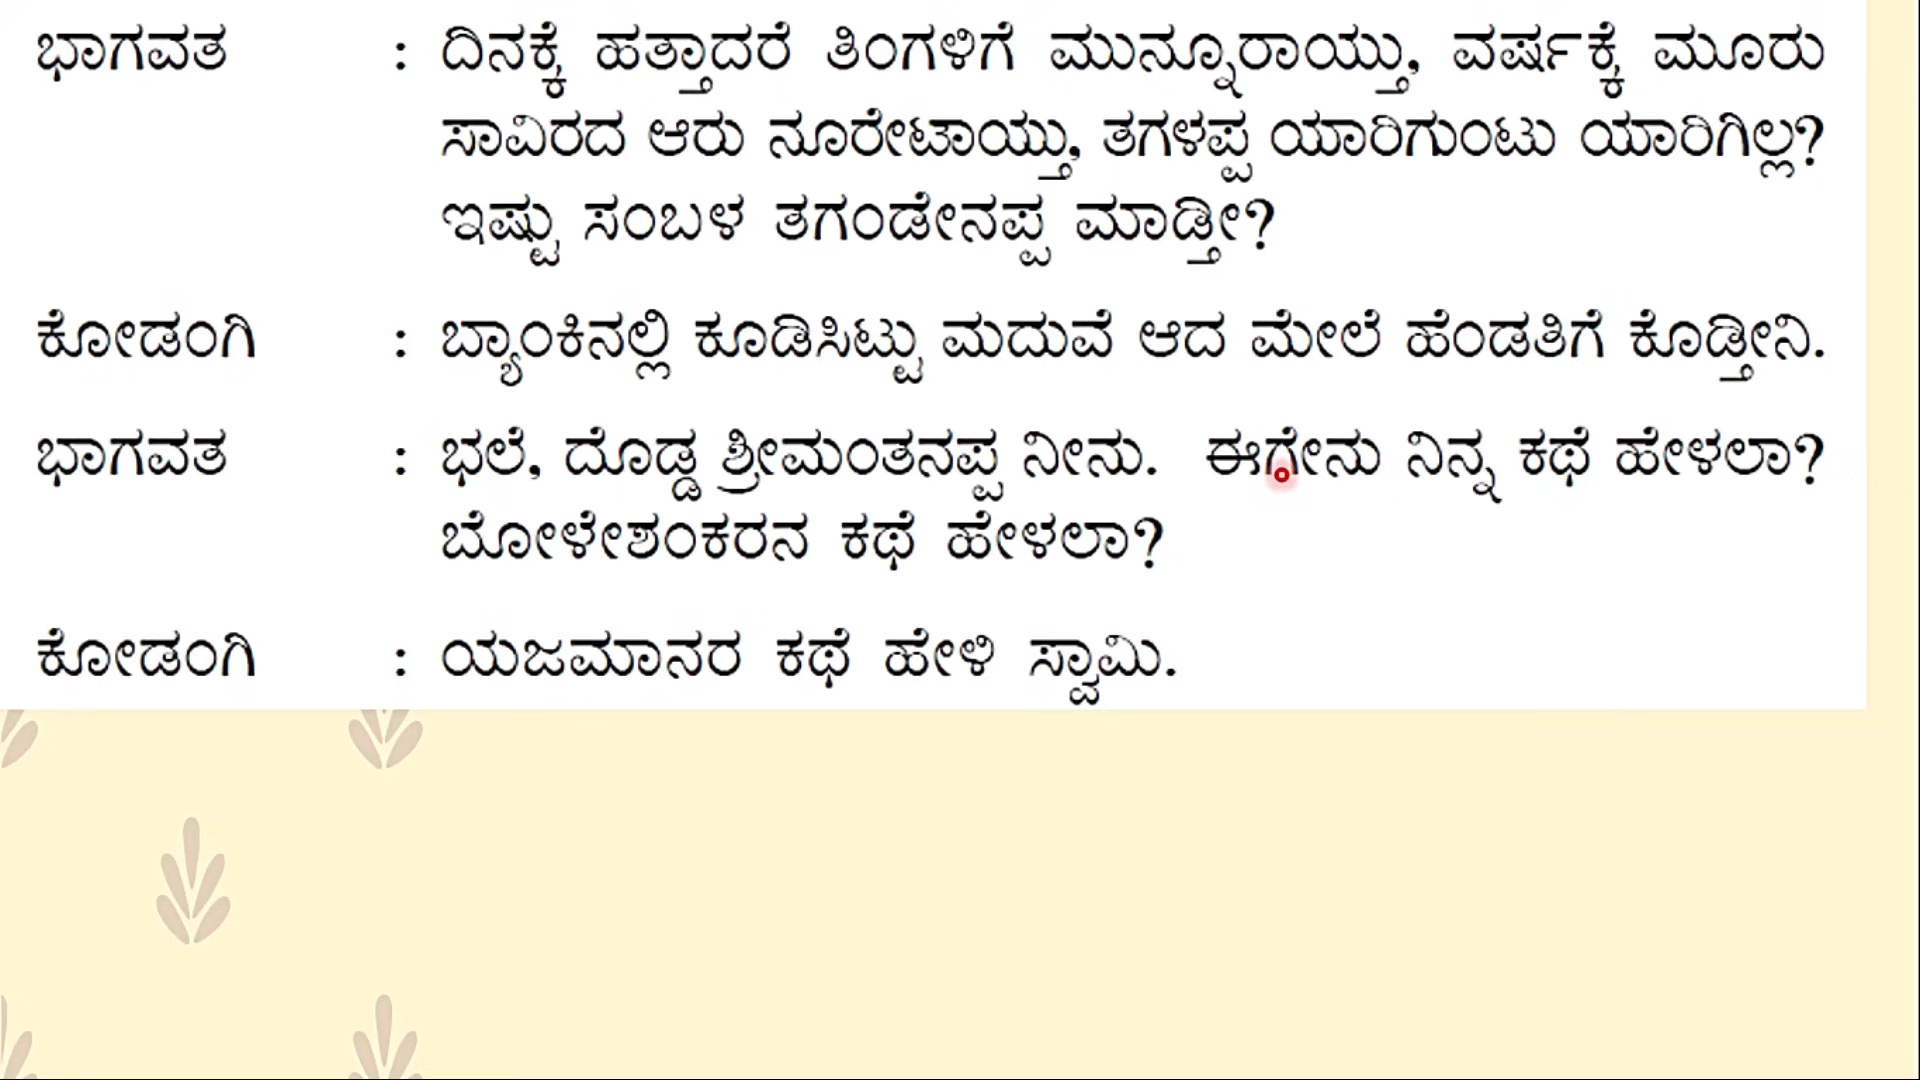 ಭಾಗವತ : ದಿನಕ್ಕೆ ಹತ್ತಾದರೆ ತಿಂಗಳಿಗೆ ಮುನ್ನೂರಾಯ್ತು, ವರ್ಷಕ್ಕೆ ಮೂರು
ಸಾವಿರದ ಆರು ನೂರೇಟಾಯ್ತು, ತಗಳಪ್ಪ ಯಾರಿಗುಂಟು ಯಾರಿಗಿಲ್ಲ?
ಇಷ್ಟು ಸಂಬಳ ತಗಂಡೇನಪ್ಪ ಮಾಡ್ತೀ?
ಕೋಡಂಗಿ : ಬ್ಯಾಂಕಿನಲ್ಲಿ ಕೂಡಿಸಿಟ್ಟು ಮದುವೆ ಆದ ಮೇಲೆ ಹೆಂಡತಿಗೆ ಕೊಡ್ತೀನಿ.
ಭಾಗವತ : ಭಲೆ, ದೊಡ್ಡ ಶ್ರೀಮಂತನಪ್ಪ ನೀನು. ಈಗೇನು ನಿನ್ನ ಕಥೆ ಹೇಳಲಾ?
ಬೋಳೇಶಂಕರನ ಕಥೆ ಹೇಳಲಾ?
ಕೋಡಂಗಿ : ಯಜಮಾನರ ಕಥೆ ಹೇಳಿ ಸ್ವಾಮಿ.